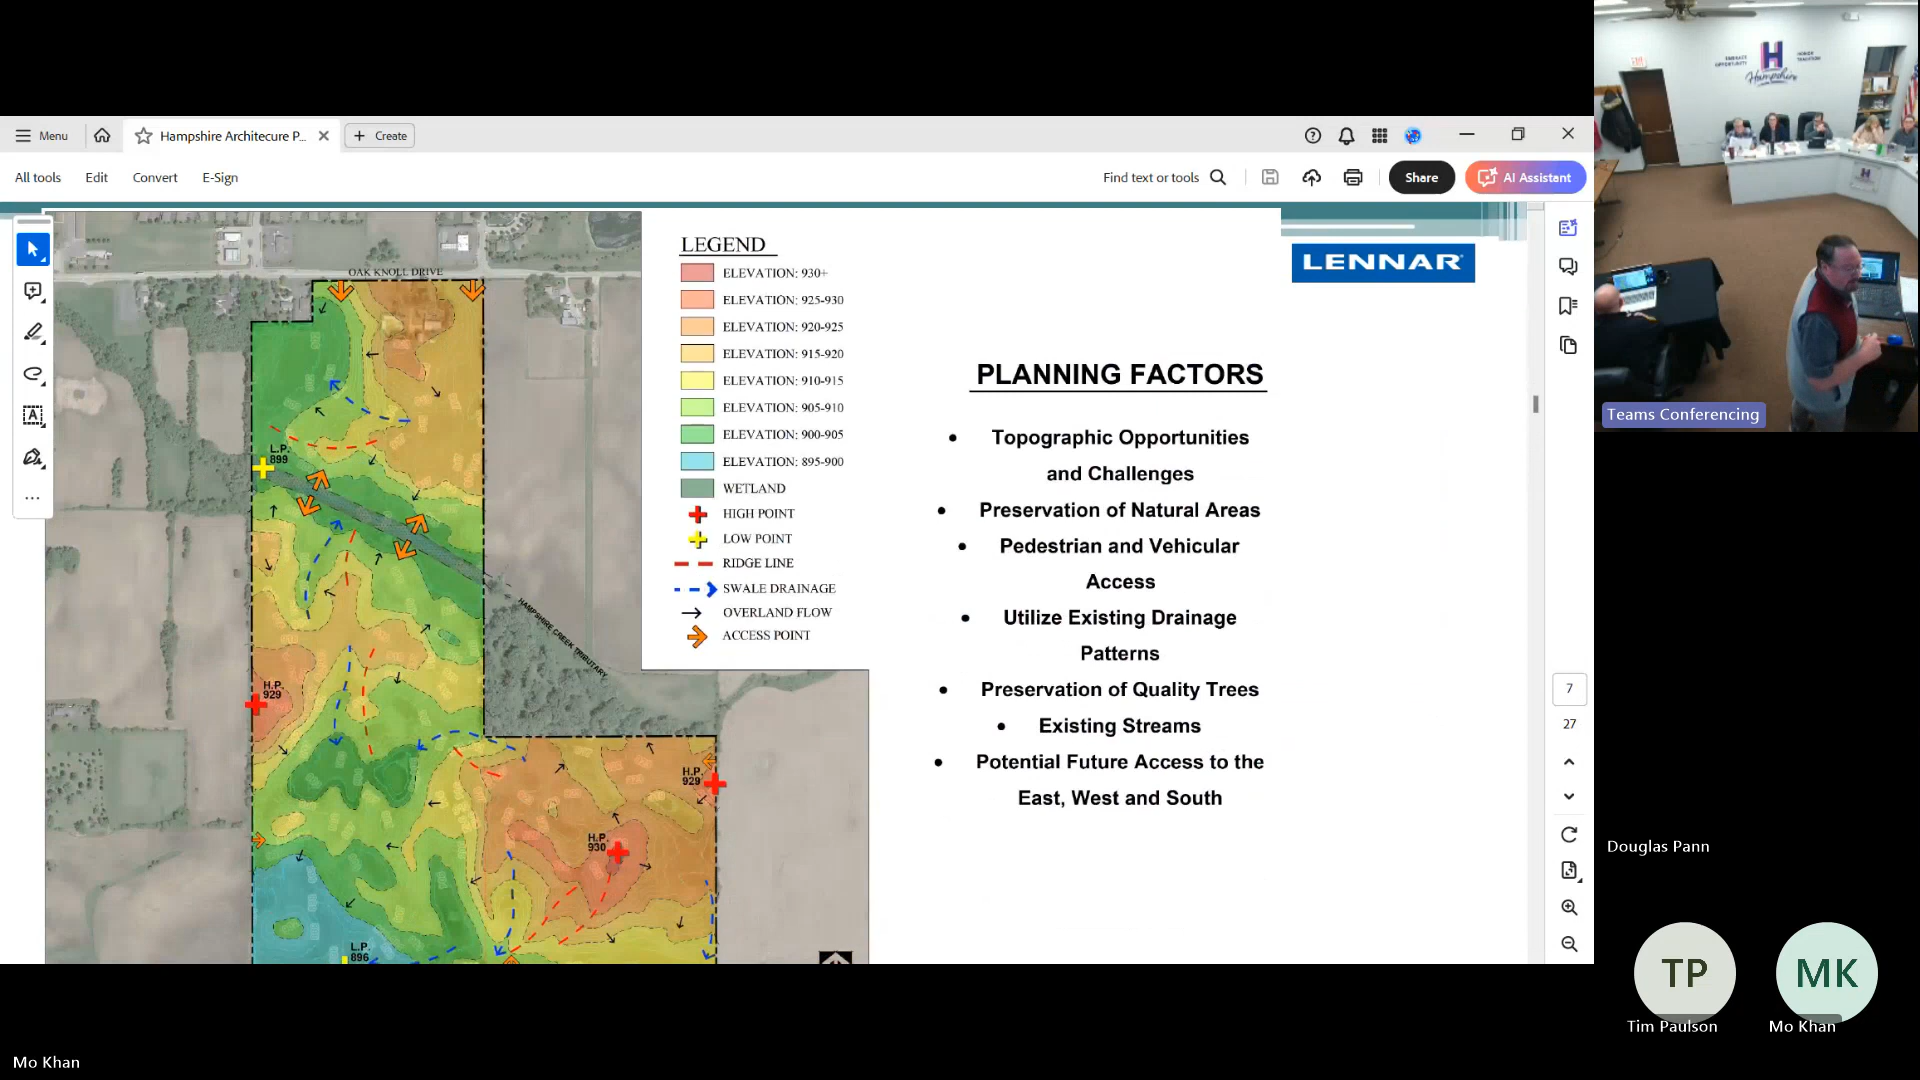 Menu
Hampshire Architecure P...
Create
All tools
Edit
Convert
E-Sign
Find text or tools
Share
AI Assistant
OAK KNOLL DRIVE
L.P.
899
HAMPSHIRE CREEK TRIBUTARY
H.P.
929
H.P.
929
H.P.
930
L.P.
896
LEGEND
ELEVATION: 930+
ELEVATION: 925-930
ELEVATION: 920-925
ELEVATION: 915-920
ELEVATION: 910-915
ELEVATION: 905-910
ELEVATION: 900-905
ELEVATION: 895-900
WETLAND
HIGH POINT
LOW POINT
RIDGE LINE
SWALE DRAINAGE
OVERLAND FLOW
ACCESS POINT
LENNAR
PLANNING FACTORS
• Topographic Opportunities
and Challenges
• Preservation of Natural Areas
• Pedestrian and Vehicular
Access
• Utilize Existing Drainage
Patterns
• Preservation of Quality Trees
• Existing Streams
• Potential Future Access to the
East, West and South
7
27
EMBRACE
OPPORTUNITY
H
Hampshire
HONOR
TRADITION
Teams Conferencing
Douglas Pann
TP
Tim Paulson
MK
Mo Khan
Mo Khan